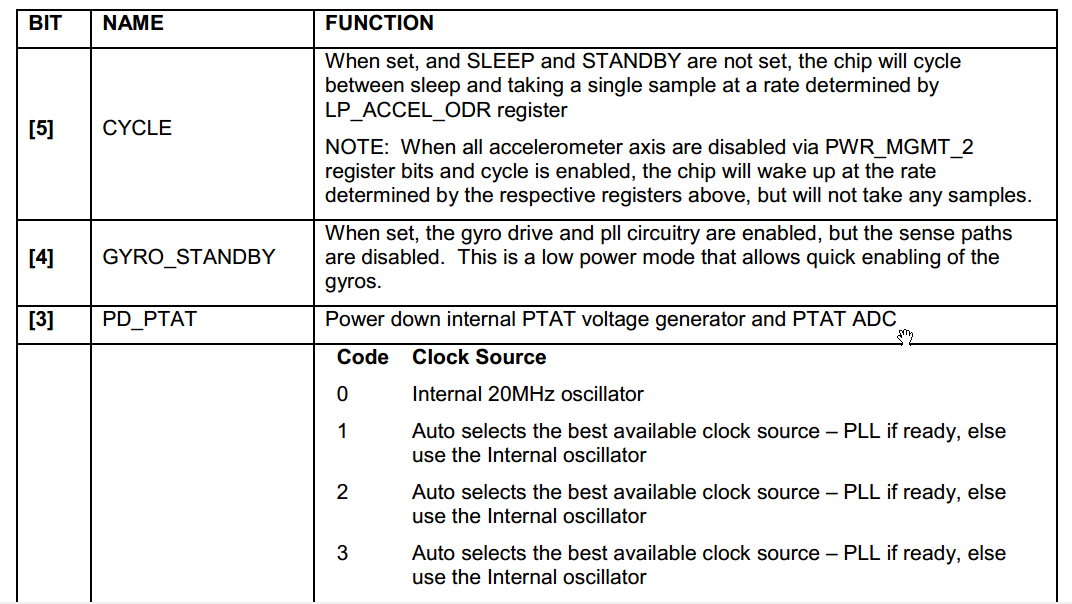 BIT NAME FUNCTION
When set, and SLEEP and STANDBY are not set, the chip will cycle
between sleep and taking a single sample at a rate determined by
LP_ACCEL_ODR register
[5] CYCLE
NOTE:  When all accelerometer axis are disabled via PWR_MGMT_2
register bits and cycle is enabled, the chip will wake up at the rate
determined by the respective registers above, but will not take any samples.
When set, the gyro drive and pll circuitry are enabled, but the sense paths
[4] GYRO_STANDBY are disabled.  This is a low power mode that allows quick enabling of the
gyros.
[3] PD_PTAT Power down internal PTAT voltage generator and PTAT ADC
Code Clock Source
0 Internal 20MHz oscillator
1 Auto selects the best available clock source – PLL if ready, else
use the Internal oscillator
2 Auto selects the best available clock source – PLL if ready, else
use the Internal oscillator
3 Auto selects the best available clock source – PLL if ready, else
use the Internal oscillator